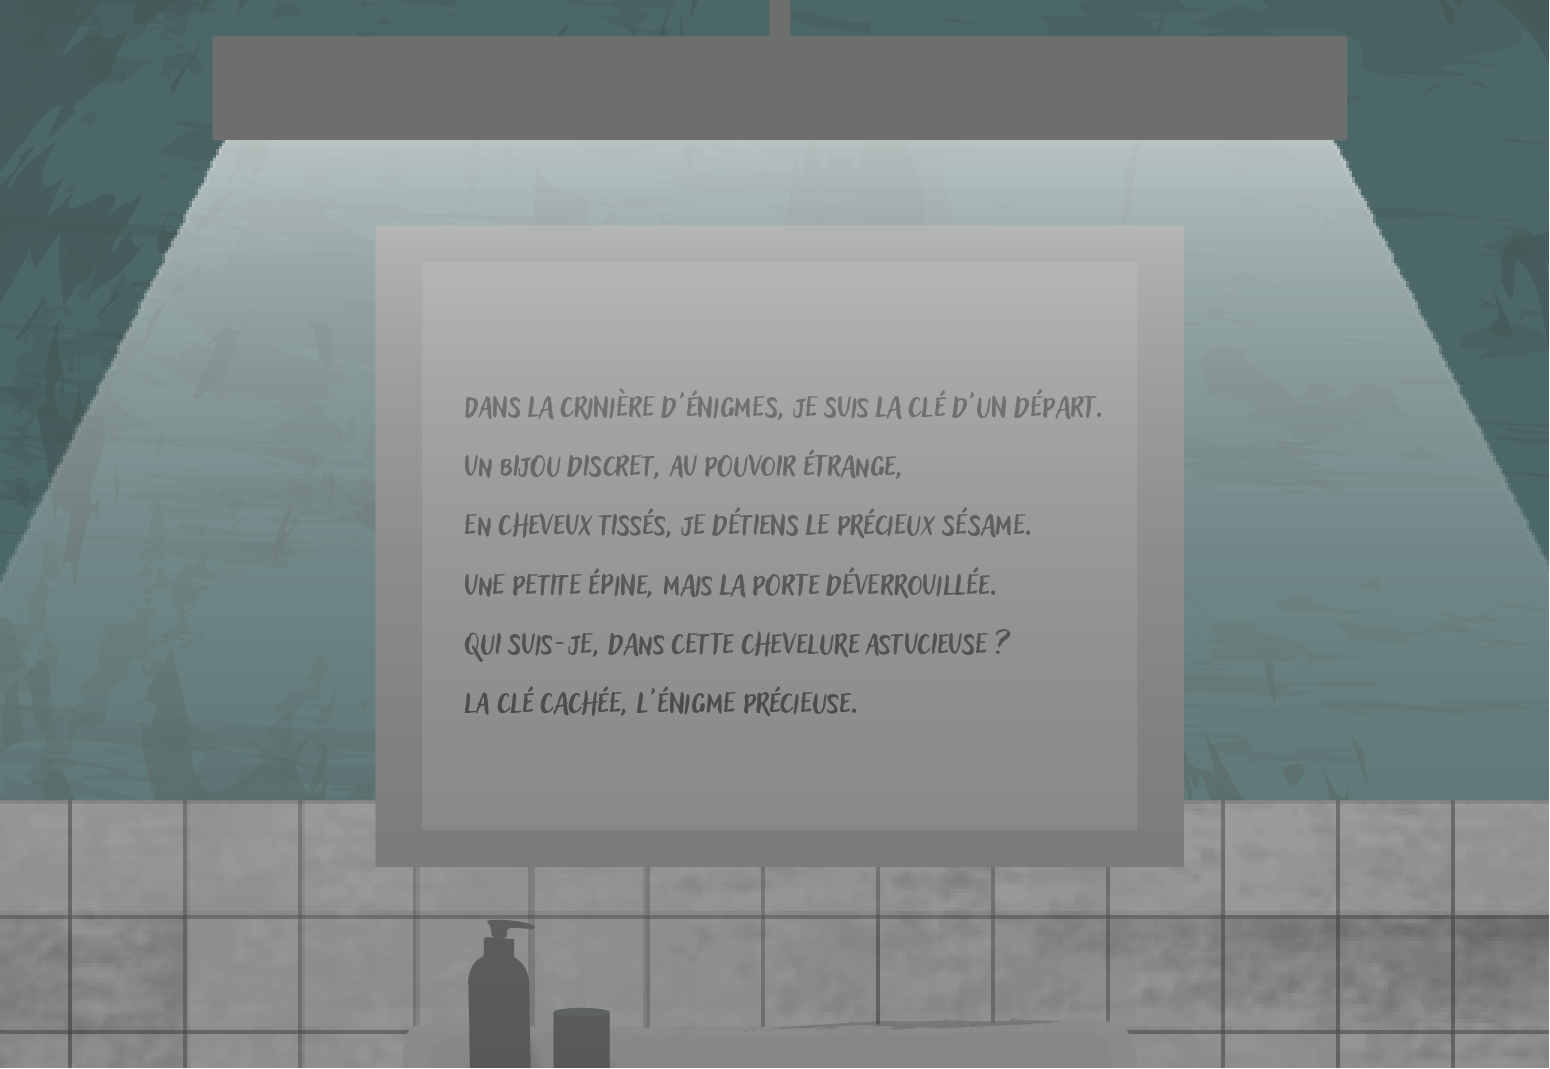 DANS LA CRINIÈRE D'ÉNIGMES, JE SUIS LA CLÉ D'UN DÉPART.
UN BIJOU DISCRET, AU POUVOIR ÉTRANGE,
EN CHEVEUX TISSÉS, JE DÉTIENS LE PRÉCIEUX SÉSAME.
UNE PETITE ÉPINE, MAIS LA PORTE DÉVERROUILLÉE.
QUI SUIS-JE, DANS CETTE CHEVELURE ASTUCIEUSE ?
LA CLÉ CACHÉE, L'ÉNIGME PRÉCIEUSE.